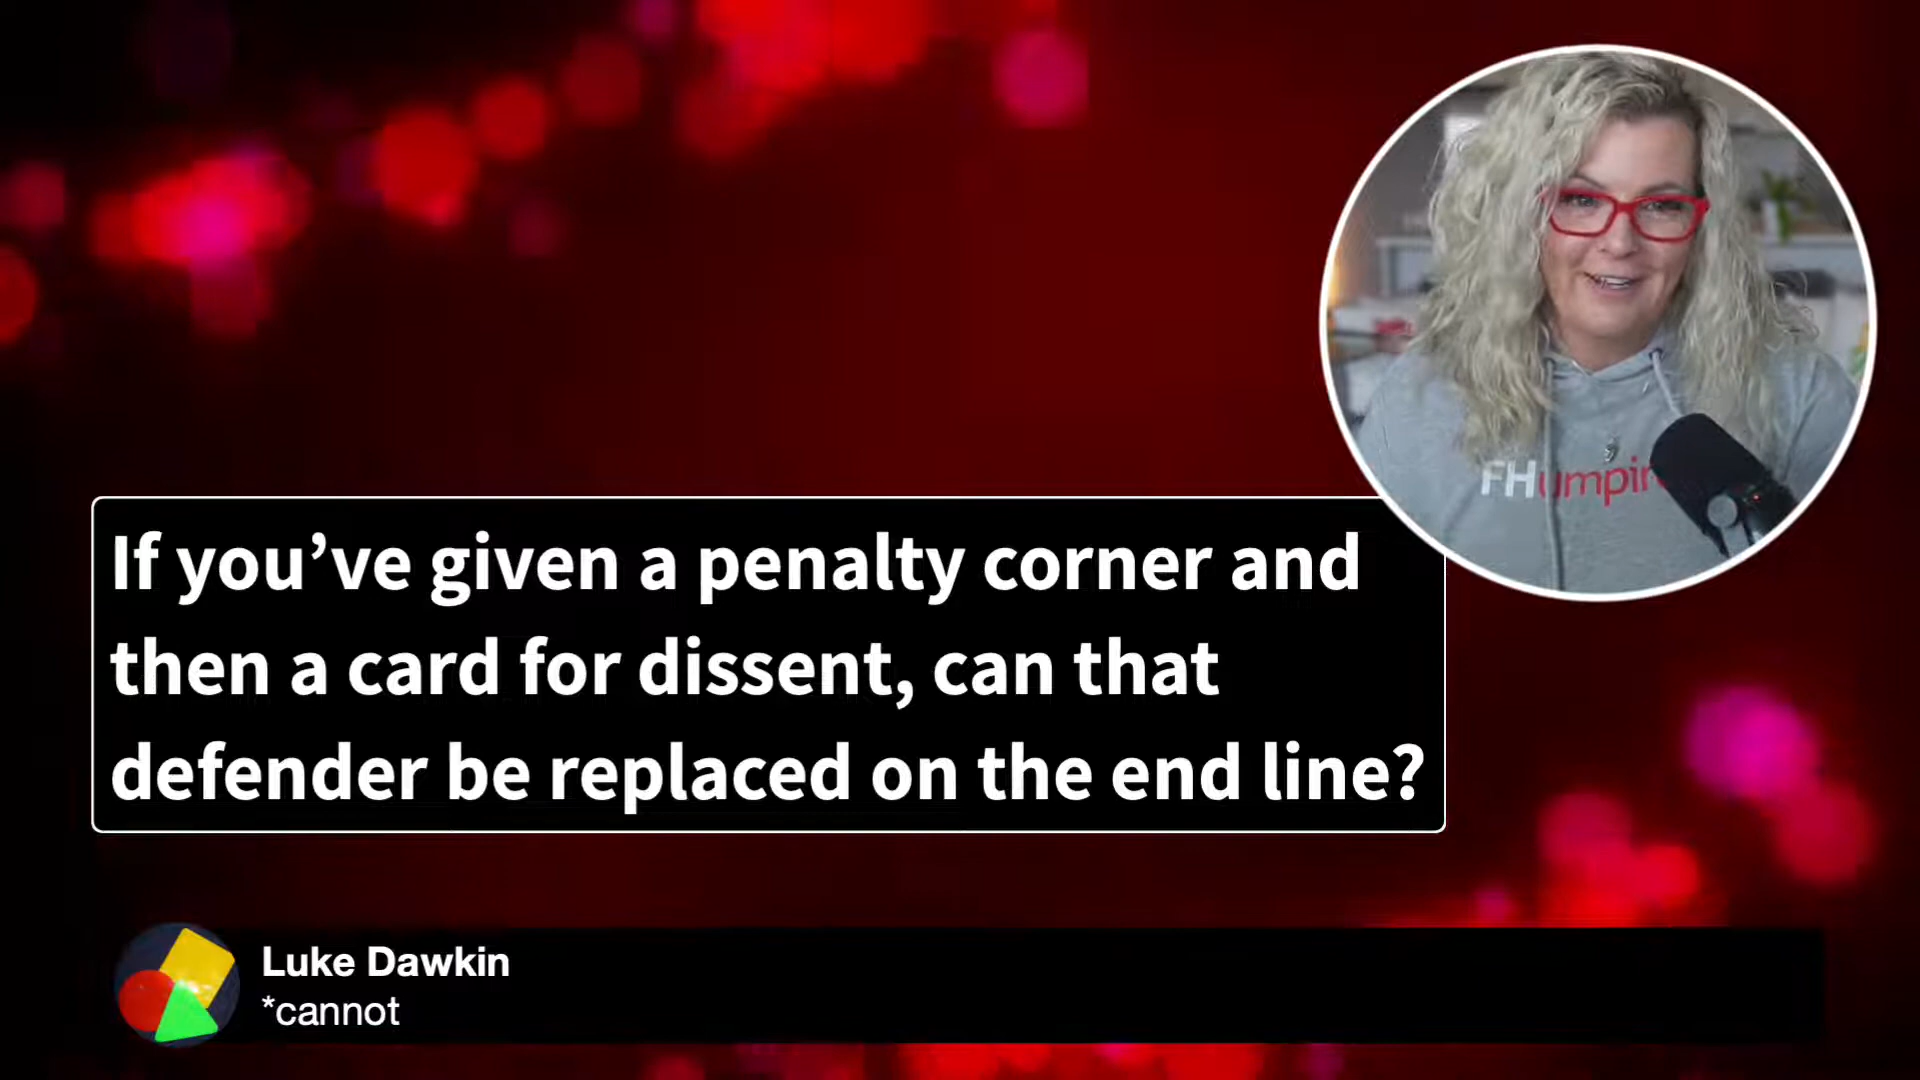 FHumpir
If you’ve given a penalty corner and
then a card for dissent, can that
defender be replaced on the end line?
Luke Dawkin
*cannot